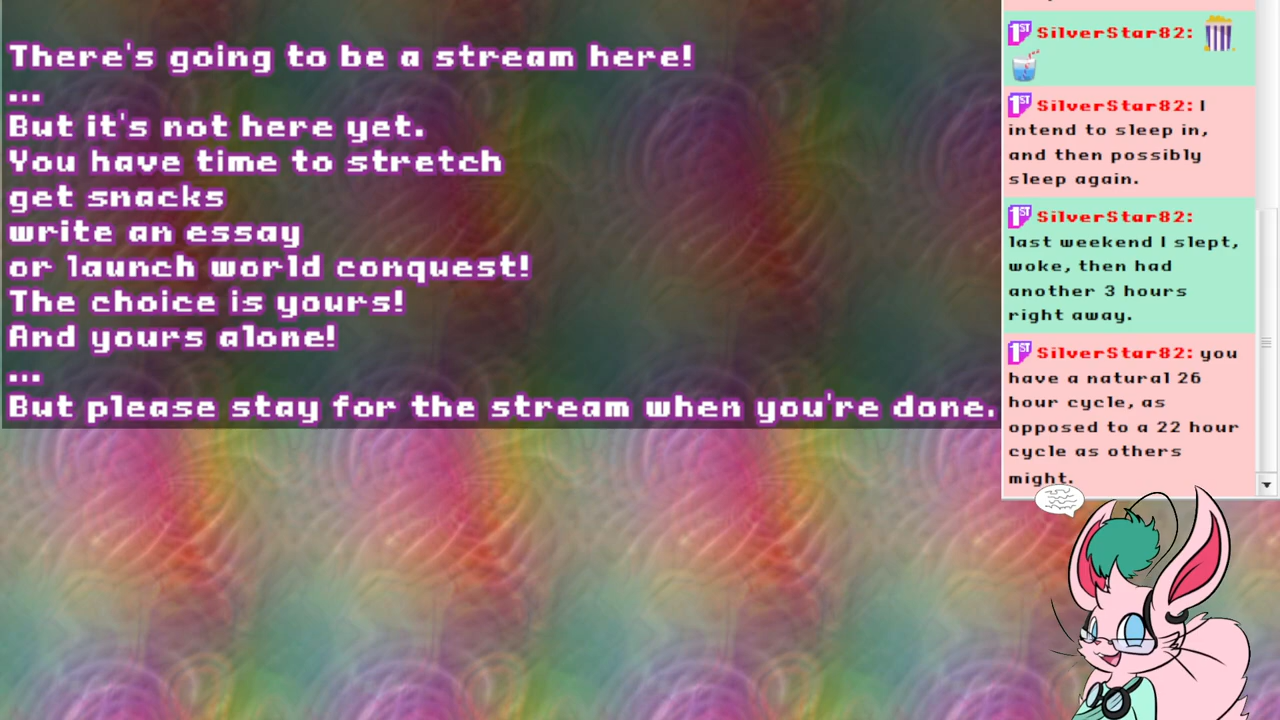 There's going to be a stream here!
...
But it's not here yet.
You have time to stretch
get snacks
write an essay
or launch world conquest!
The choice is yours!
And yours alone!
...
But please stay for the stream when you're done.
1ST SilverStar82:
1ST SilverStar82: I
intend to sleep in,
and then possibly
sleep again.
1ST SilverStar82:
last weekend I slept,
woke, then had
another 3 hours
right away.
1ST SilverStar82: you
have a natural 26
hour cycle, as
opposed to a 22 hour
cycle as others
might.